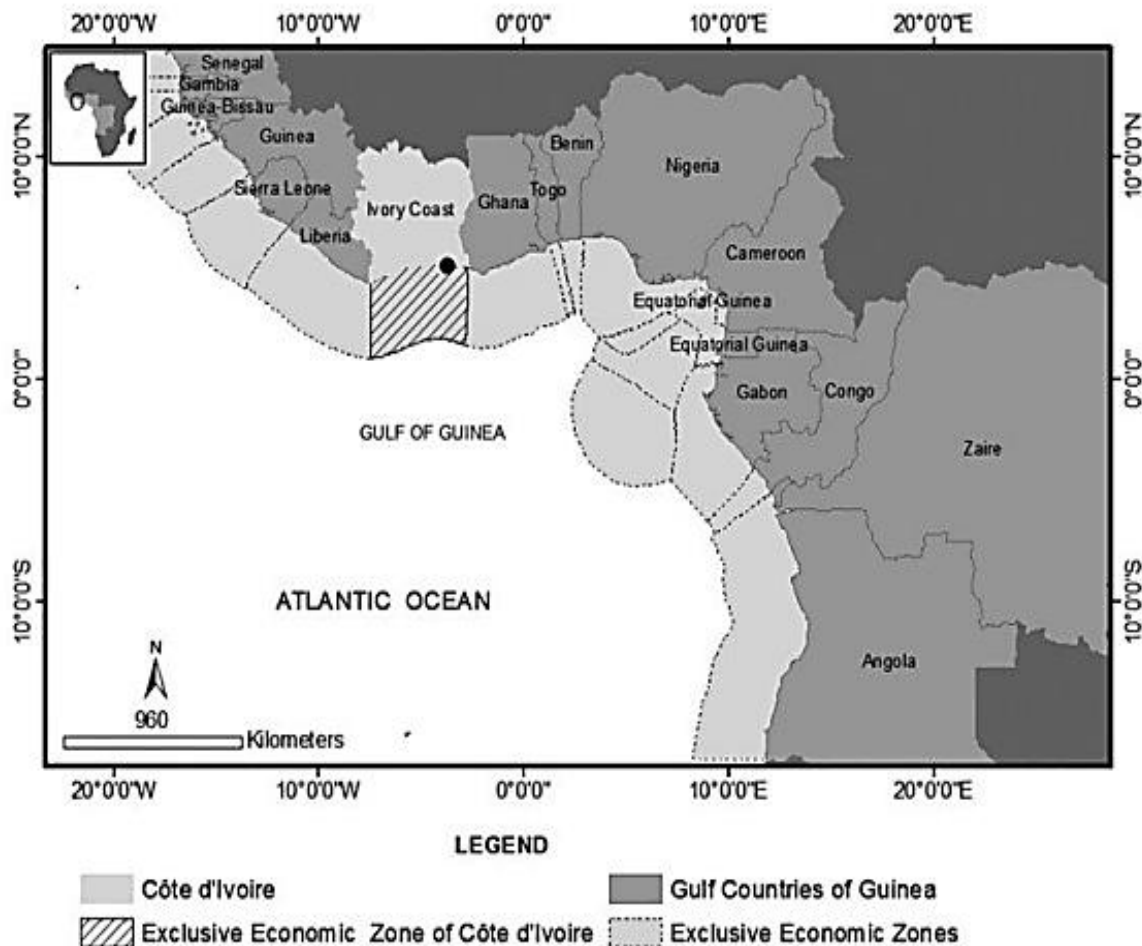 20°0'0"W 10°0'0"W 0°0'0" 10°0'0"E 20°0'0"E
Senegal
Gambia
Guinea-Bissau
Guinea
Benin
10°0'0"N
10°0'0"N
Nigeria
Sierra Leone
Ivory Coast
Ghana
Togo
Liberia
Cameroon
Equatorial Guinea
Equatorial Guinea
0°0'0"
0°0'0"
Gabon
Congo
GULF OF GUINEA
Zaire
10°0'0"S
10°0'0"S
ATLANTIC OCEAN
N
Angola
960
Kilometers
20°0'0"W 10°0'0"W 0°0'0" 10°0'0"E 20°0'0"E
LEGEND
Côte d'Ivoire
Gulf Countries of Guinea
Exclusive Economic Zone of Côte d'Ivoire
Exclusive Economic Zones